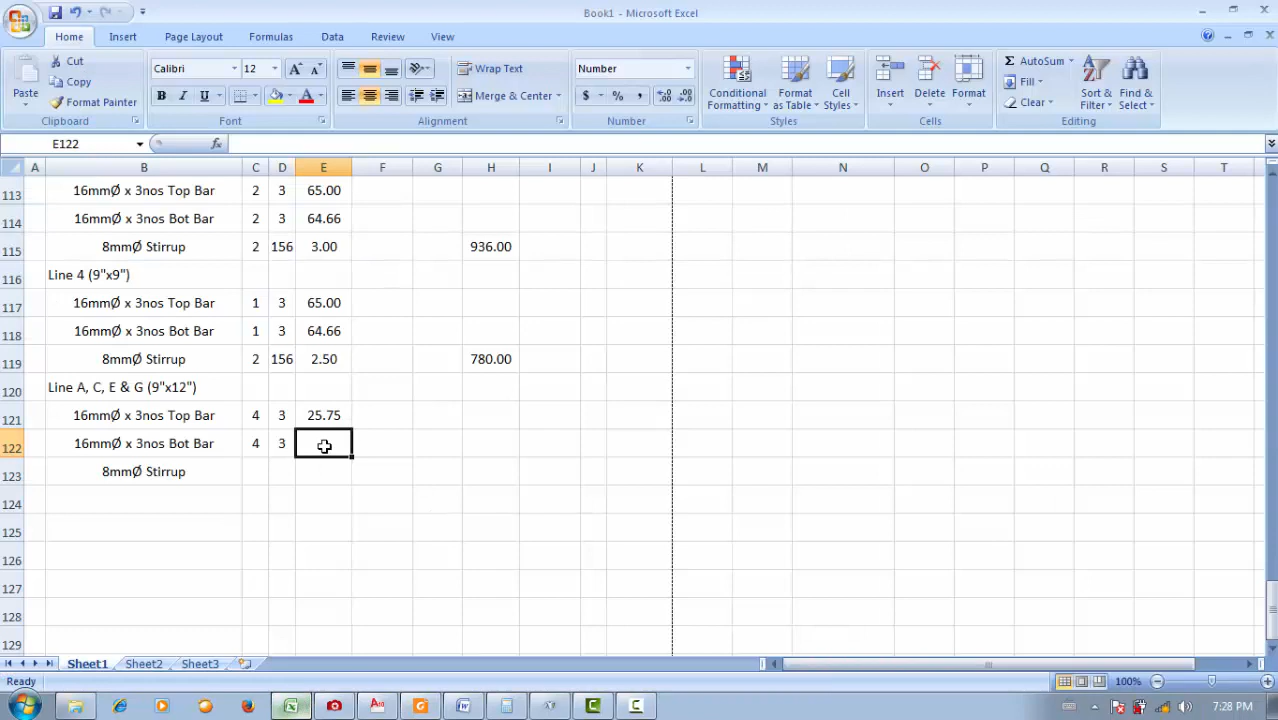 Book1 - Microsoft Excel
Home Insert Page Layout Formulas Data Review View
Paste Cut Copy Format Painter
Clipboard
Calibri 12
B I U A A A
Font
Wrap Text
Merge & Center
Alignment
Number
$ % ,
Number
Conditional Formatting Format as Table Cell Styles
Styles
Insert Delete Format
Cells
Σ AutoSum Fill Clear Sort & Filter Find & Select
Editing
E122 fx
A B C D E F G H I J K L M N O P Q R S T
113 16mmØ x 3nos Top Bar 2 3 65.00
114 16mmØ x 3nos Bot Bar 2 3 64.66
115 8mmØ Stirrup 2 156 3.00 936.00
116 Line 4 (9"x9")
117 16mmØ x 3nos Top Bar 1 3 65.00
118 16mmØ x 3nos Bot Bar 1 3 64.66
119 8mmØ Stirrup 2 156 2.50 780.00
120 Line A, C, E & G (9"x12")
121 16mmØ x 3nos Top Bar 4 3 25.75
122 16mmØ x 3nos Bot Bar 4 3
123 8mmØ Stirrup
124
125
126
127
128
129
Sheet1 Sheet2 Sheet3
Ready 100%
7:28 PM